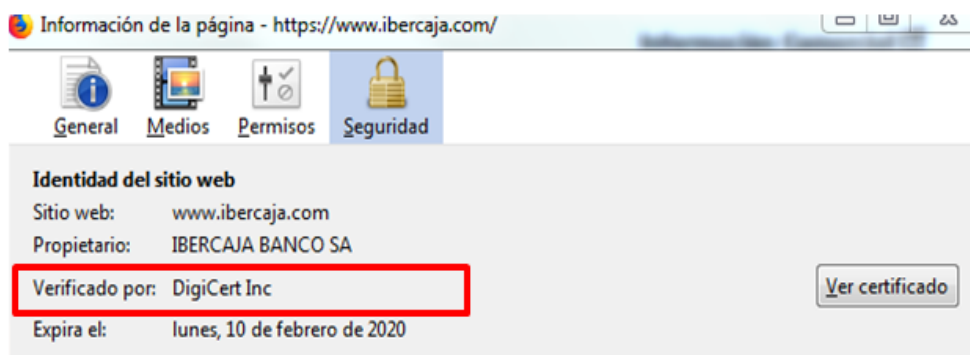 Información de la página - https://www.ibercaja.com/
General Medios Permisos Seguridad
Identidad del sitio web
Sitio web: www.ibercaja.com
Propietario: IBERCAJA BANCO SA
Verificado por: DigiCert Inc
Ver certificado
Expira el: lunes, 10 de febrero de 2020